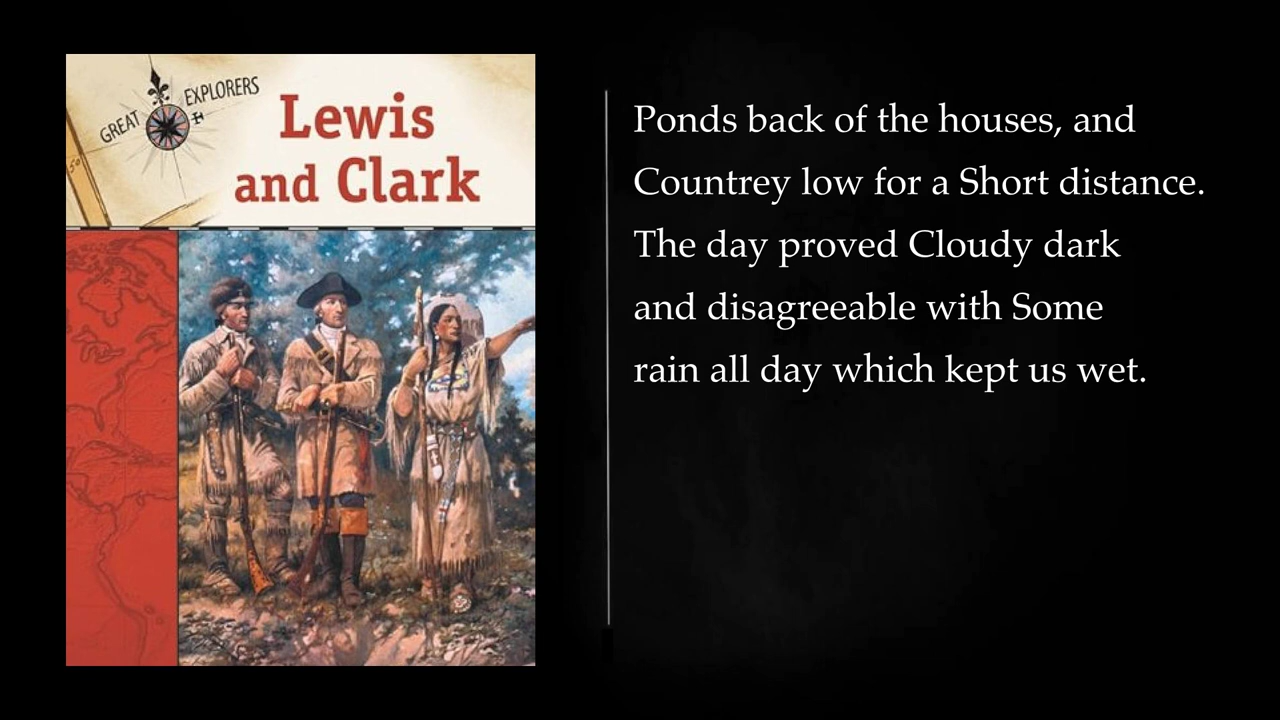 GREAT EXPLORERS
Lewis
and Clark
50
Ponds back of the houses, and
Countrey low for a Short distance.
The day proved Cloudy dark
and disagreeable with Some
rain all day which kept us wet.